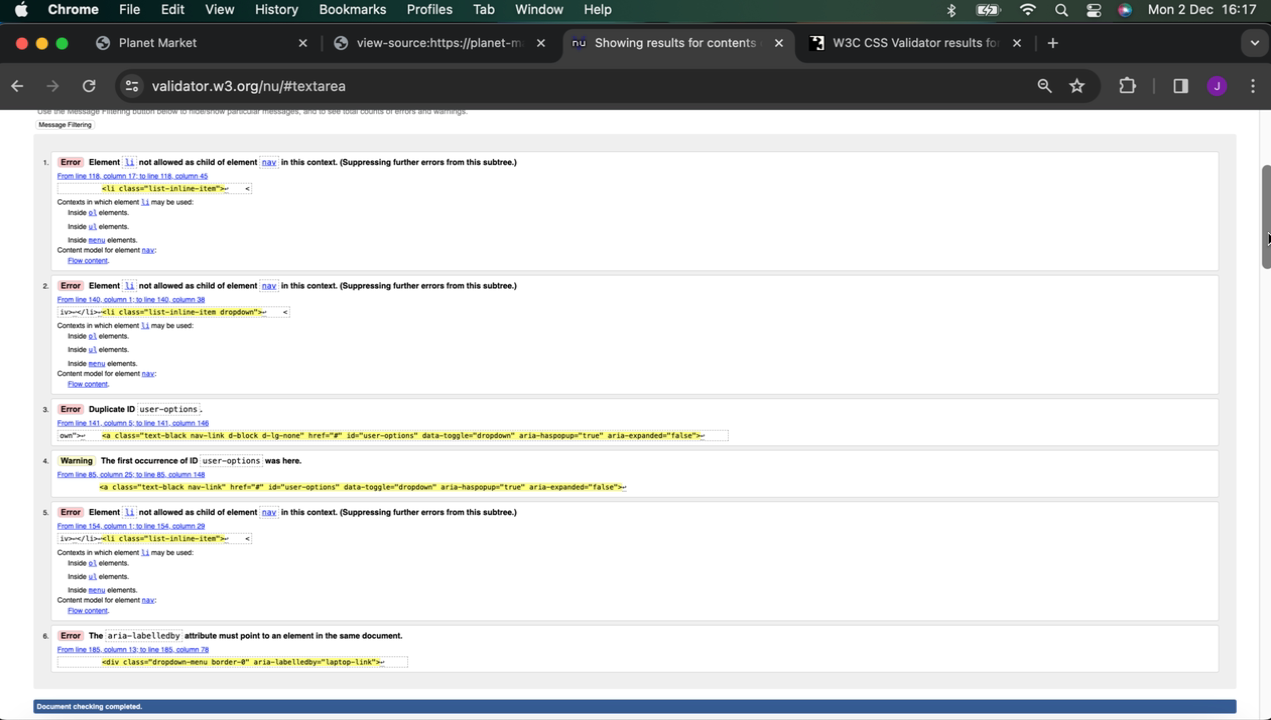 Chrome File Edit View History Bookmarks Profiles Tab Window Help Mon 2 Dec 16:17
Planet Market view-source:https://planet-m Showing results for contents W3C CSS Validator results fo
validator.w3.org/nu/#textarea J
Use the Message Filtering button below to hide/show particular messages, and to see total counts of errors and warnings.
Message Filtering
1. Error Element li not allowed as child of element nav in this context. (Suppressing further errors from this subtree.)
From line 118, column 17; to line 118, column 45
<li class="list-inline-item">↩ <
Contexts in which element li may be used:
Inside ol elements.
Inside ul elements.
Inside menu elements.
Content model for element nav:
Flow content.
2. Error Element li not allowed as child of element nav in this context. (Suppressing further errors from this subtree.)
From line 140, column 1; to line 140, column 38
iv>↩</li>↩<li class="list-inline-item dropdown">↩ <
Contexts in which element li may be used:
Inside ol elements.
Inside ul elements.
Inside menu elements.
Content model for element nav:
Flow content.
3. Error Duplicate ID user-options.
From line 141, column 5; to line 141, column 146
own">↩ <a class="text-black nav-link d-block d-lg-none" href="#" id="user-options" data-toggle="dropdown" aria-haspopup="true" aria-expanded="false">↩
4. Warning The first occurrence of ID user-options was here.
From line 85, column 25; to line 85, column 148
<a class="text-black nav-link" href="#" id="user-options" data-toggle="dropdown" aria-haspopup="true" aria-expanded="false">↩
5. Error Element li not allowed as child of element nav in this context. (Suppressing further errors from this subtree.)
From line 154, column 1; to line 154, column 29
iv>↩</li>↩<li class="list-inline-item">↩ <
Contexts in which element li may be used:
Inside ol elements.
Inside ul elements.
Inside menu elements.
Content model for element nav:
Flow content.
6. Error The aria-labelledby attribute must point to an element in the same document.
From line 185, column 13; to line 185, column 78
<div class="dropdown-menu border-0" aria-labelledby="laptop-link">↩
Document checking completed.